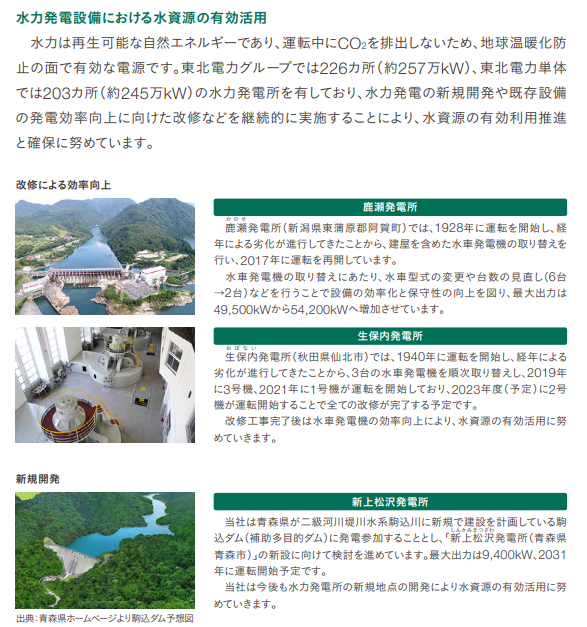 水力発電設備における水資源の有効活用
水力は再生可能な自然エネルギーであり、運転中にCO₂を排出しないため、地球温暖化防
止の面で有効な電源です。東北電力グループでは226カ所（約257万kW）、東北電力単体
では203カ所（約245万kW）の水力発電所を有しており、水力発電の新規開発や既存設備
の発電効率向上に向けた改修などを継続的に実施することにより、水資源の有効利用推進
と確保に努めています。
改修による効率向上
鹿瀬発電所
かのせ
鹿瀬発電所（新潟県東蒲原郡阿賀町）では、1928年に運転を開始し、経
年による劣化が進行してきたことから、建屋を含めた水車発電機の取り替えを
行い、2017年に運転を再開しています。
水車発電機の取り替えにあたり、水車型式の変更や台数の見直し（6台
→2台）などを行うことで設備の効率化と保守性の向上を図り、最大出力は
49,500kWから54,200kWへ増加させています。
生保内発電所
おぼない
生保内発電所（秋田県仙北市）では、1940年に運転を開始し、経年による
劣化が進行してきたことから、3台の水車発電機を順次取り替えし、2019年
に3号機、2021年に1号機が運転を開始しており、2023年度（予定）に2号
機が運転開始することで全ての改修が完了する予定です。
改修工事完了後は水車発電機の効率向上により、水資源の有効活用に努
めていきます。
新規開発
新上松沢発電所
当社は青森県が二級河川堤川水系駒込川に新規で建設を計画している駒
込ダム（補助多目的ダム）に発電参加することとし、「新上松沢発電所（青森県
しんかみまつざわ
青森市）」の新設に向けて検討を進めています。最大出力は9,400kW、2031
年に運転開始予定です。
当社は今後も水力発電所の新規地点の開発により水資源の有効活用に努
めていきます。
出典：青森県ホームページより駒込ダム予想図